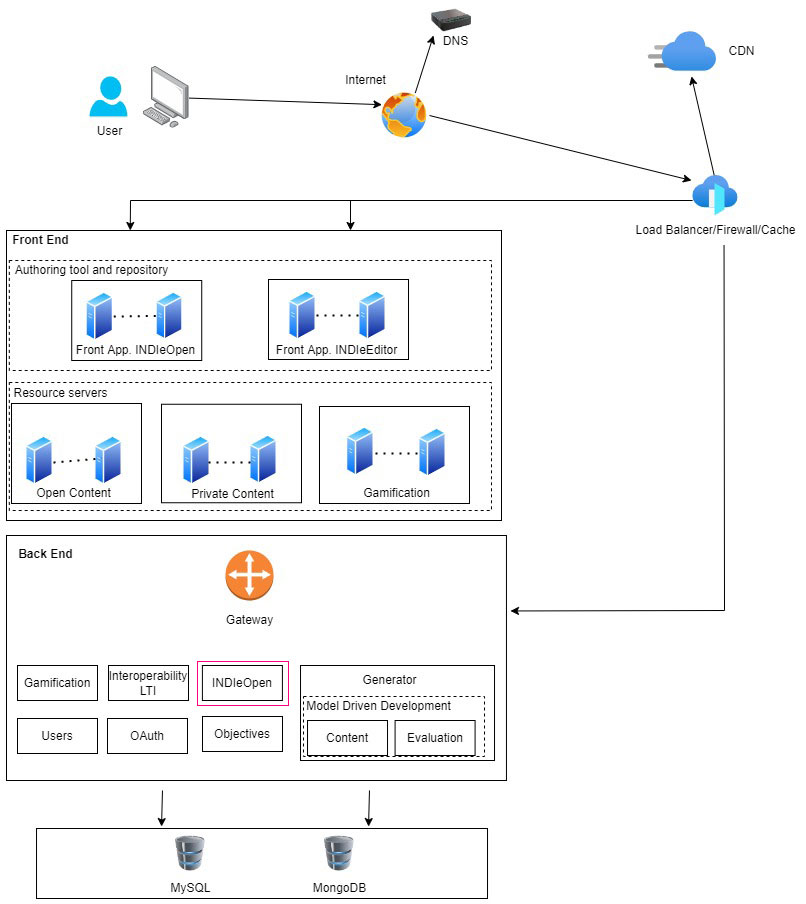 DNS
CDN
Internet
User
Load Balancer/Firewall/Cache
Front End
Authoring tool and repository
Front App. INDIeOpen
Front App. INDIeEditor
Resource servers
Open Content
Private Content
Gamification
Back End
Gateway
Gamification
Interoperability
LTI
INDIeOpen
Generator
Model Driven Development
Users
OAuth
Objectives
Content
Evaluation
MySQL
MongoDB